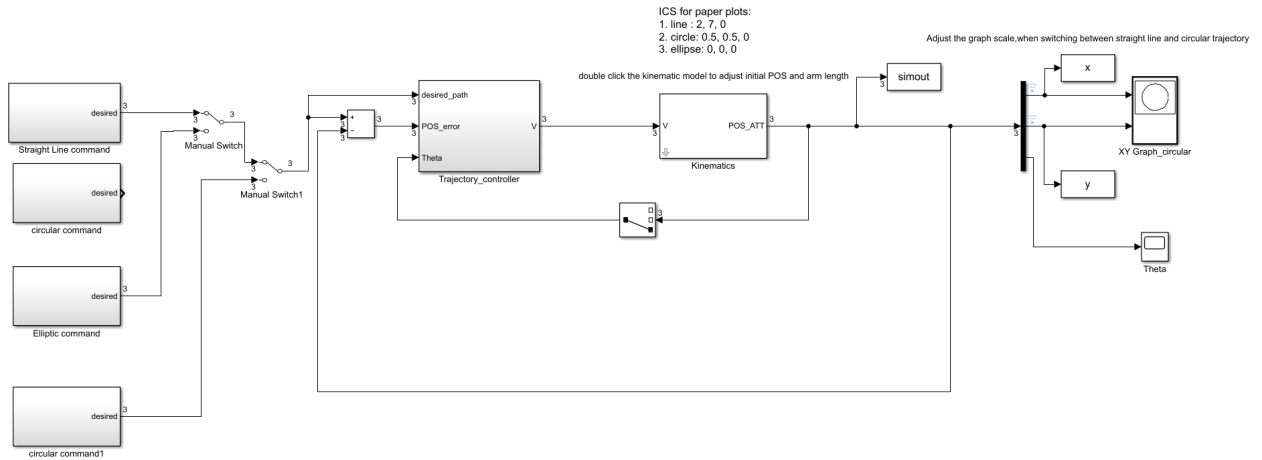 ICS for paper plots:
1. line : 2, 7, 0
2. circle: 0.5, 0.5, 0
3. ellipse: 0, 0, 0
Adjust the graph scale,when switching between straight line and circular trajectory
double click the kinematic model to adjust initial POS and arm length
desired
3
Straight Line command
3
3
3
Manual Switch
desired
circular command
3
3
3
Manual Switch1
desired
3
Elliptic command
desired
3
circular command1
+
−
3
3
3
desired_path
3
POS_error
3
Theta
V
3
Trajectory_controller
V
3
POS_ATT
3
Kinematics
3
simout
3
3
x
XY Graph_circular
y
Theta